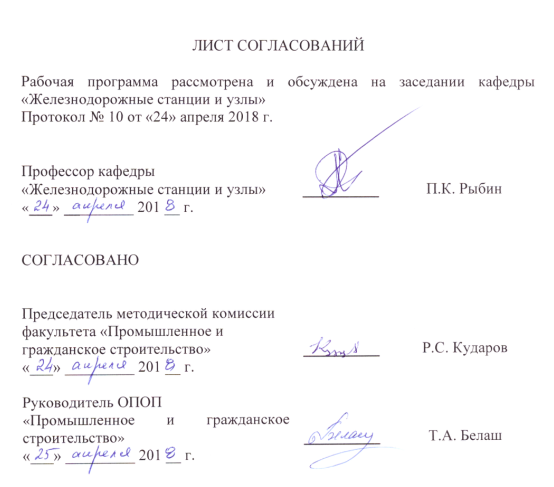 ЛИСТ СОГЛАСОВАНИЙ
Рабочая программа рассмотрена и обсуждена на заседании кафедры
«Железнодорожные станции и узлы»
Протокол № 10 от «24» апреля 2018 г.
Профессор кафедры
«Железнодорожные станции и узлы» П.К. Рыбин
«24» апреля 2018 г.
СОГЛАСОВАНО
Председатель методической комиссии
факультета «Промышленное и
гражданское строительство» Р.С. Кударов
«24» апреля 2018 г.
Руководитель ОПОП
«Промышленное и гражданское
строительство» Белаш Т.А. Белаш
«25» апреля 2018 г.